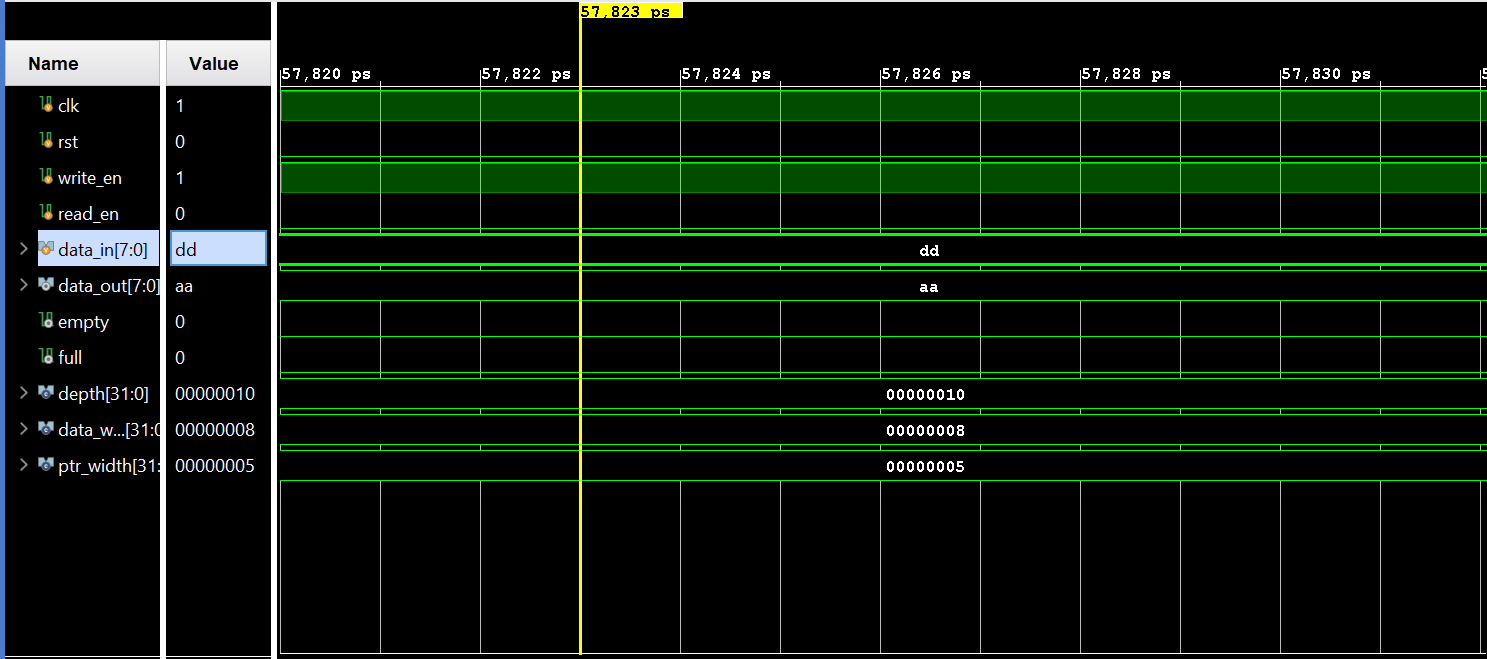 57,823 ps
Name Value
57,820 ps 57,822 ps 57,824 ps 57,826 ps 57,828 ps 57,830 ps
clk 1
rst 0
write_en 1
read_en 0
data_in[7:0] dd dd
data_out[7:0] aa aa
empty 0
full 0
depth[31:0] 00000010 00000010
data_w...[31:0 00000008 00000008
ptr_width[31: 00000005 00000005